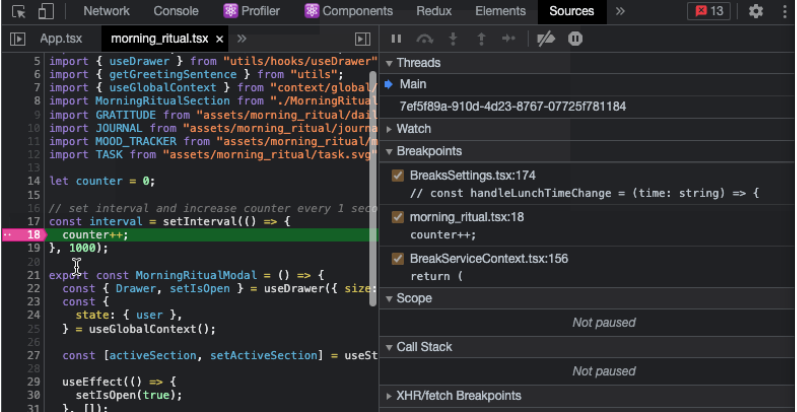 Network Console Profiler Components Redux Elements Sources » 13
App.tsx morning_ritual.tsx × »
Threads
Main
7ef5f89a-910d-4d23-8767-07725f781184
Watch
Breakpoints
BreaksSettings.tsx:174
// const handleLunchTimeChange = (time: string) => {
morning_ritual.tsx:18
counter++;
BreakServiceContext.tsx:156
return (
Scope
Not paused
Call Stack
Not paused
XHR/fetch Breakpoints
5 import { useDrawer } from "utils/hooks/useDrawer"
6 import { getGreetingSentence } from "utils";
7 import { useGlobalContext } from "context/global/
8 import MorningRitualSection from "./MorningRitual
9 import GRATITUDE from "assets/morning_ritual/dai
10 import JOURNAL from "assets/morning_ritual/journa
11 import MOOD_TRACKER from "assets/morning_ritual/m
12 import TASK from "assets/morning_ritual/task.svg"
13
14 let counter = 0;
15
16 // set interval and increase counter every 1 seco
17 const interval = setInterval(() => {
18 counter++;
19 }, 1000);
20
21 export const MorningRitualModal = () => {
22 const { Drawer, setIsOpen } = useDrawer({ size:
23 const {
24 state: { user },
25 } = useGlobalContext();
26
27 const [activeSection, setActiveSection] = useSt
28
29 useEffect(() => {
30 setIsOpen(true);
31 }, []);